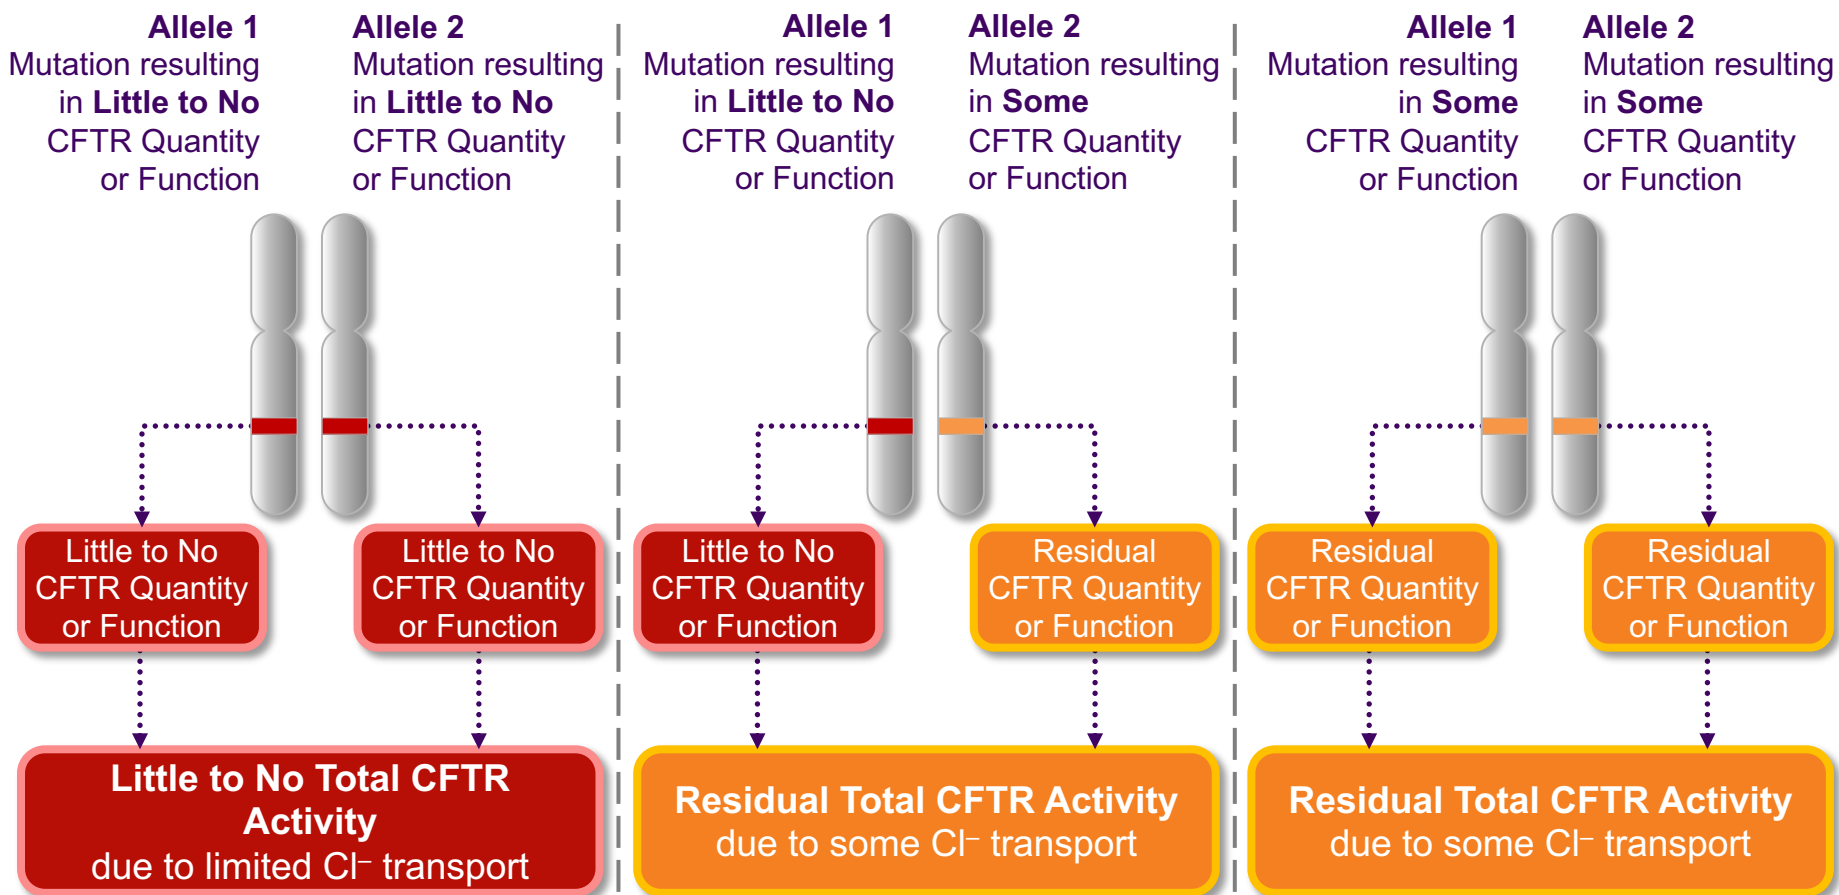 Allele 1
Mutation resulting
in Little to No
CFTR Quantity
or Function
Allele 2
Mutation resulting
in Little to No
CFTR Quantity
or Function
Little to No
CFTR Quantity
or Function
Little to No
CFTR Quantity
or Function
Little to No Total CFTR
Activity
due to limited Cl⁻ transport
Allele 1
Mutation resulting
in Little to No
CFTR Quantity
or Function
Allele 2
Mutation resulting
in Some
CFTR Quantity
or Function
Little to No
CFTR Quantity
or Function
Residual
CFTR Quantity
or Function
Residual Total CFTR Activity
due to some Cl⁻ transport
Allele 1
Mutation resulting
in Some
CFTR Quantity
or Function
Allele 2
Mutation resulting
in Some
CFTR Quantity
or Function
Residual
CFTR Quantity
or Function
Residual
CFTR Quantity
or Function
Residual Total CFTR Activity
due to some Cl⁻ transport